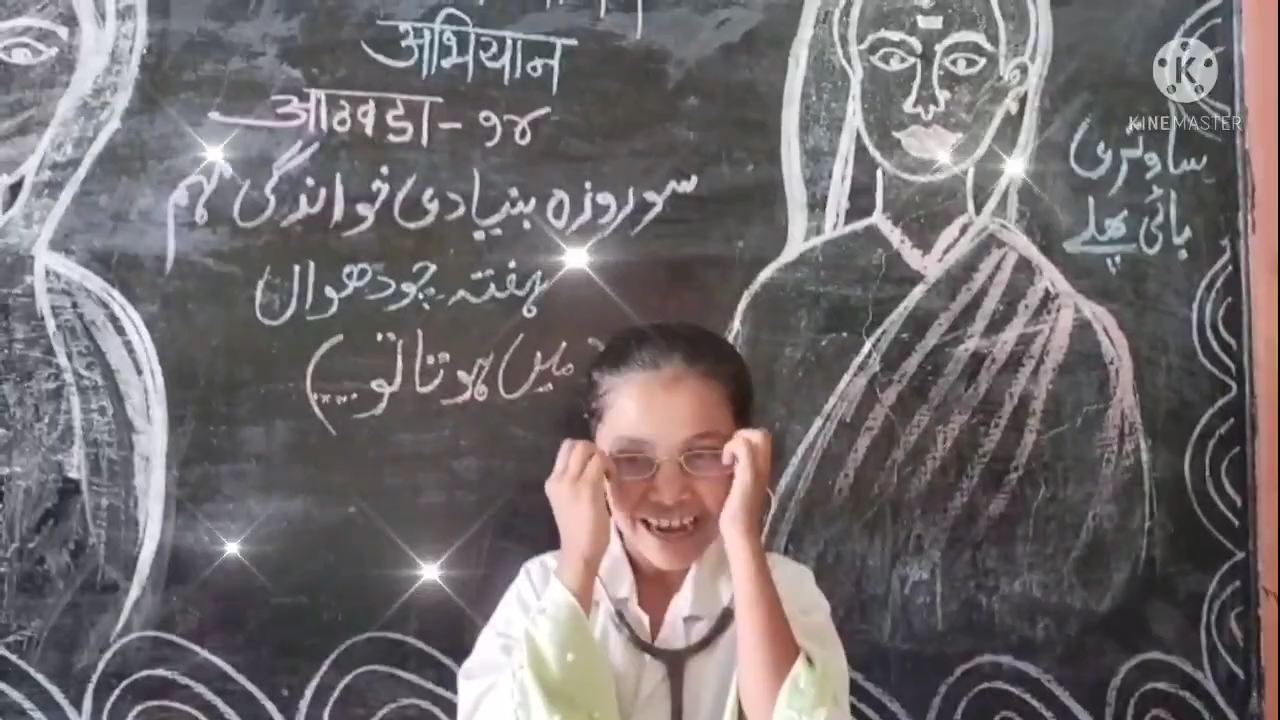 अभियान
आठवडा - १४
سو روزہ بنیادی خواندگی مہم
ہفتہ چودھواں
میں ہوتا تو....)
ساوتری
بائی پھلے
KINEMASTER